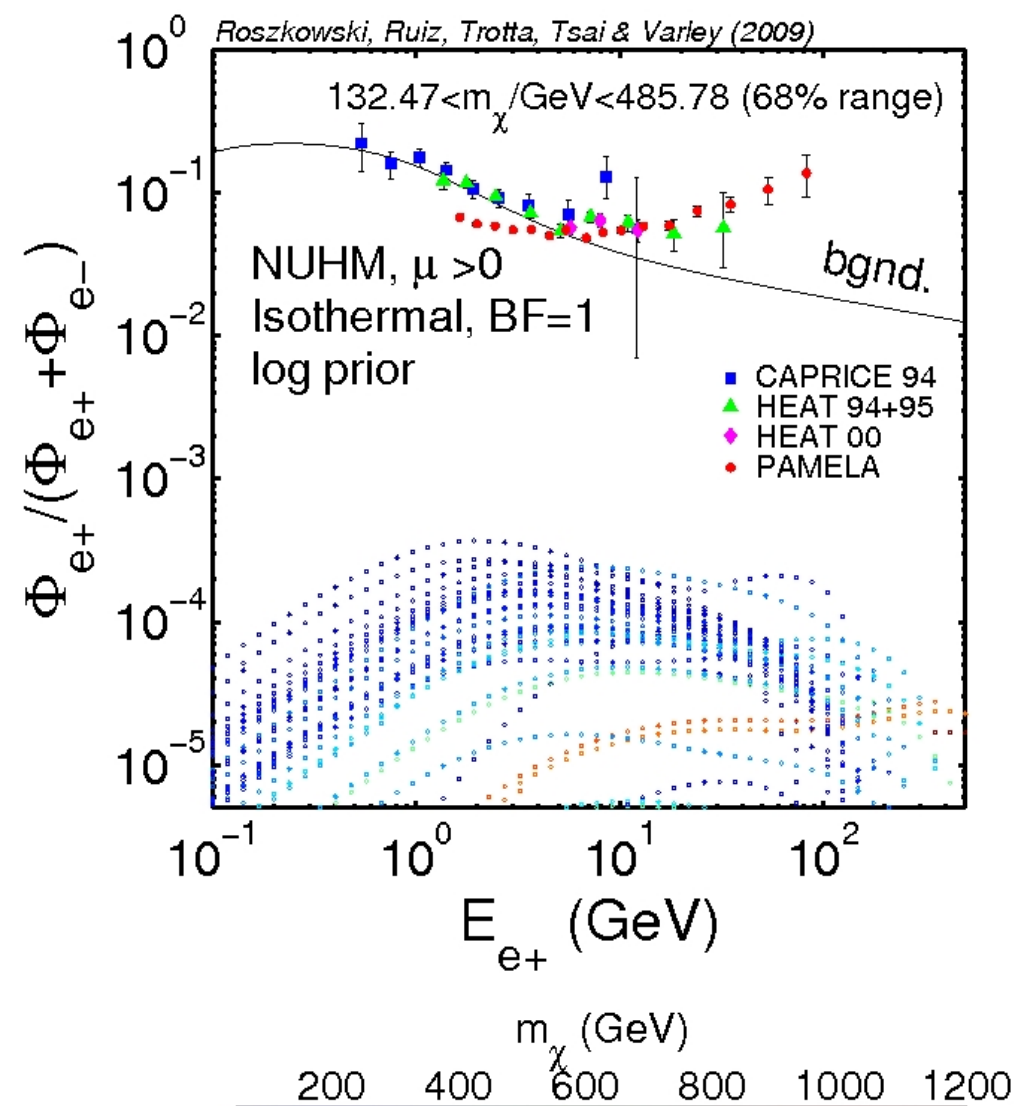 Roszkowski, Ruiz, Trotta, Tsai & Varley (2009)
10^0
132.47<m_χ/GeV<485.78 (68% range)
10^−1
NUHM, μ >0
bgnd.
Isothermal, BF=1
10^−2
log prior
CAPRICE 94
HEAT 94+95
HEAT 00
PAMELA
10^−3
10^−4
10^−5
Φ_e+/(Φ_e+ +Φ_e−)
10^−1 10^0 10^1 10^2
E_e+ (GeV)
m_χ (GeV)
200 400 600 800 1000 1200